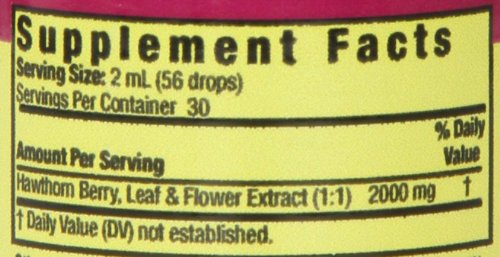 Supplement Facts
Serving Size: 2 mL (56 drops)
Servings Per Container 30
% Daily
Amount Per Serving Value
Hawthorn Berry, Leaf & Flower Extract (1:1) 2000 mg †
† Daily Value (DV) not established.